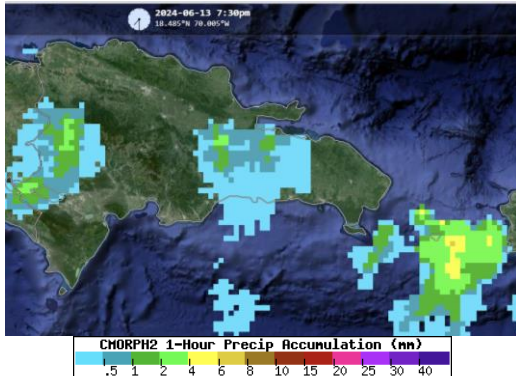 2024-06-13 7:30pm
18.485°N 70.005°W
CMORPH2 1-Hour Precip Accumulation (mm)
.5 1 2 4 6 8 10 15 20 25 30 40